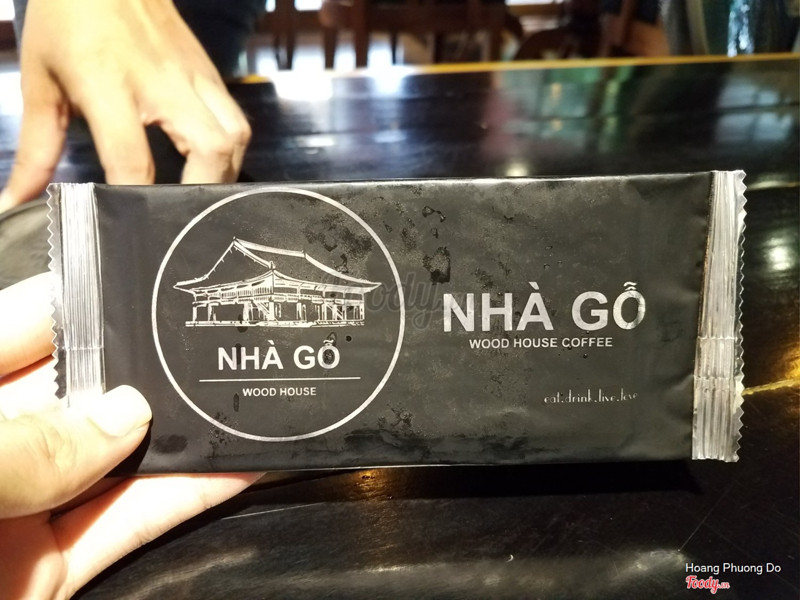 NHÀ GỖ
WOOD HOUSE
NHÀ GỖ
WOOD HOUSE COFFEE
eat.drink.live.love
Hoang Phuong Do
Foody.vn